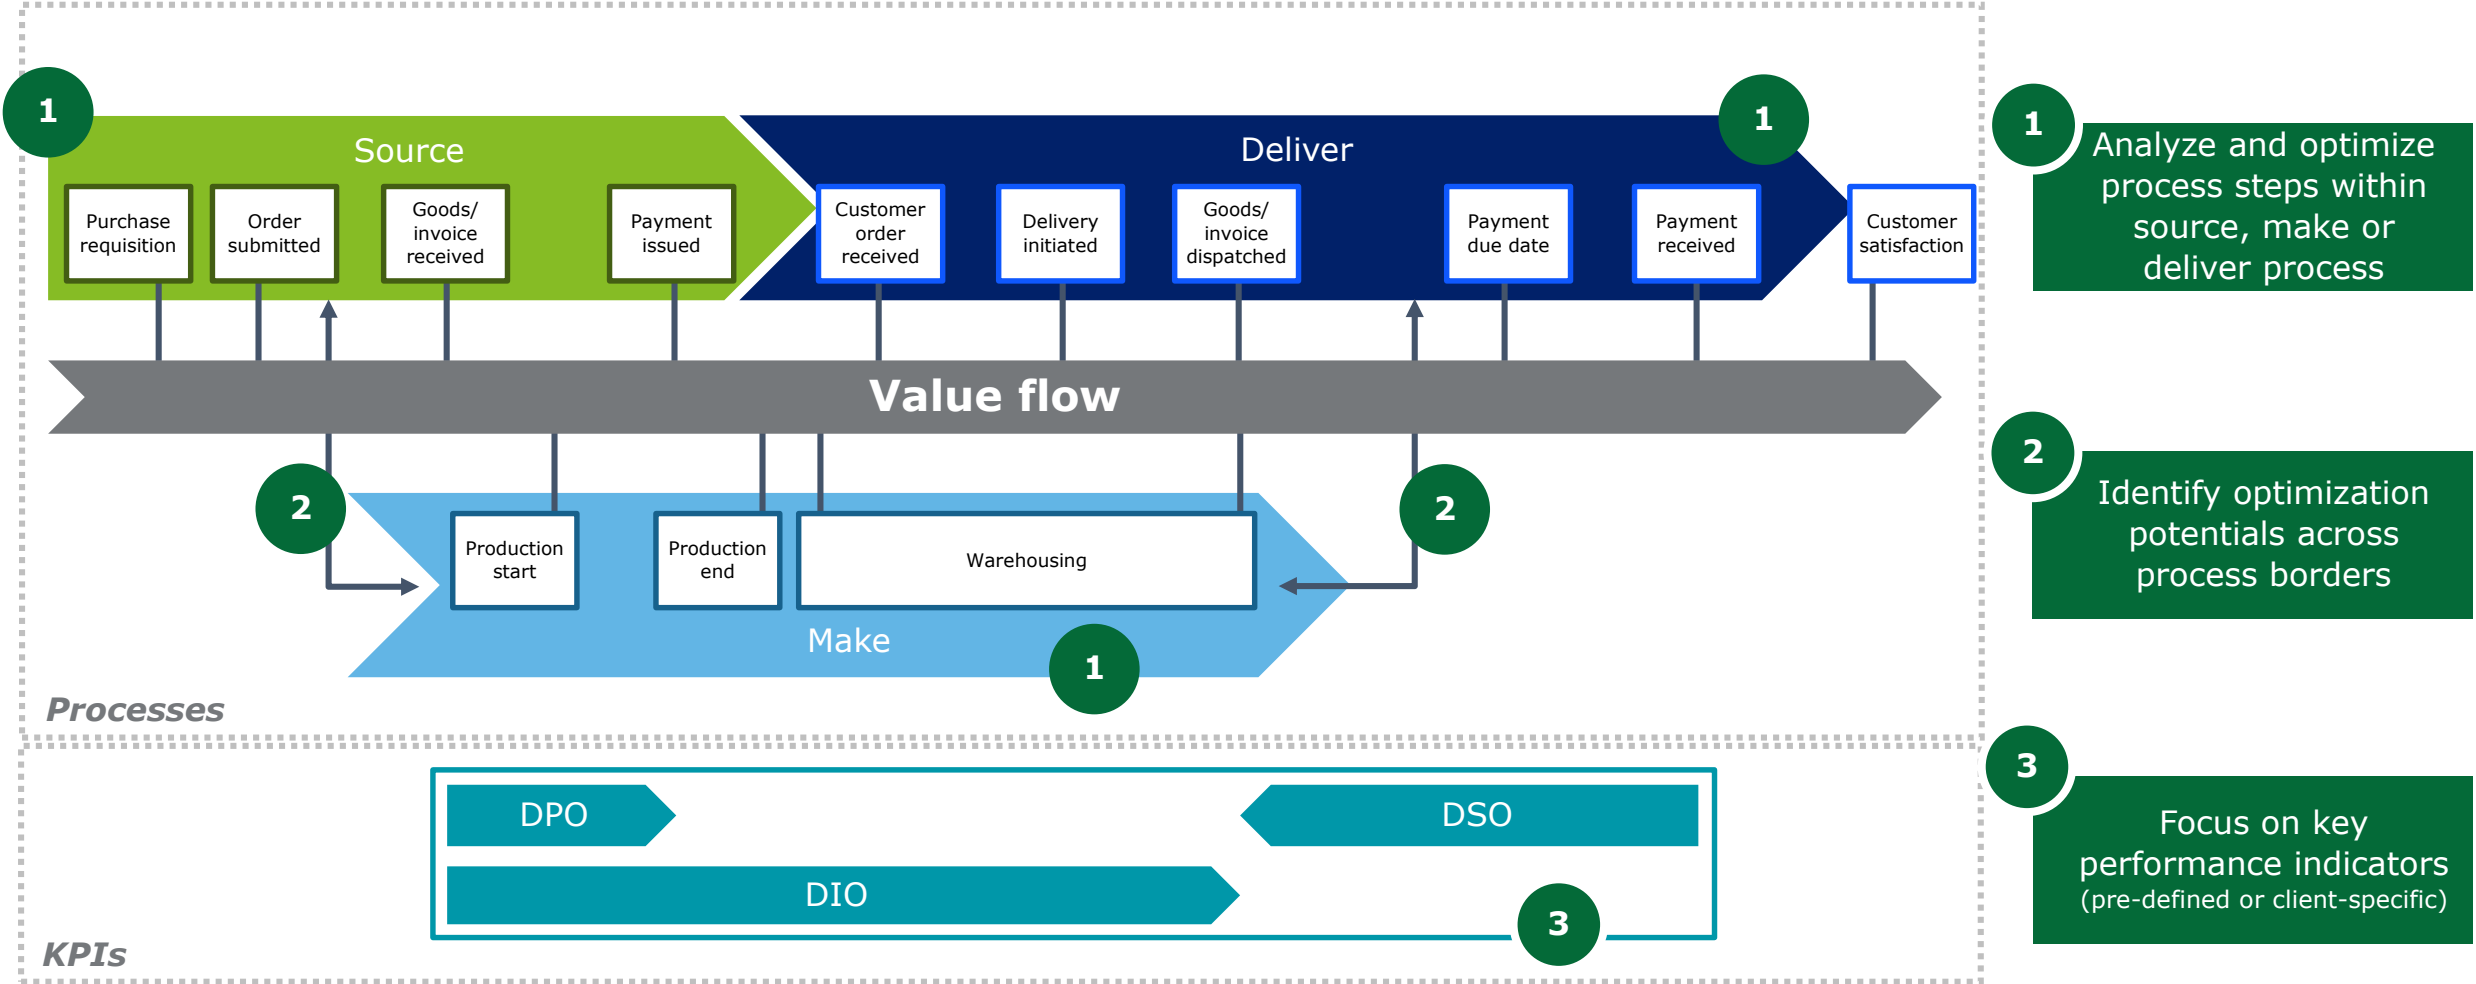 1
Source
Purchase
requisition
Order
submitted
Goods/
invoice
received
Payment
issued
1
Deliver
Customer
order
received
Delivery
initiated
Goods/
invoice
dispatched
Payment
due date
Payment
received
Customer
satisfaction
Value flow
2
2
Production
start
Production
end
Warehousing
Make
1
Processes
DPO
DSO
DIO
3
KPIs
1
Analyze and optimize
process steps within
source, make or
deliver process
2
Identify optimization
potentials across
process borders
3
Focus on key
performance indicators
(pre-defined or client-specific)